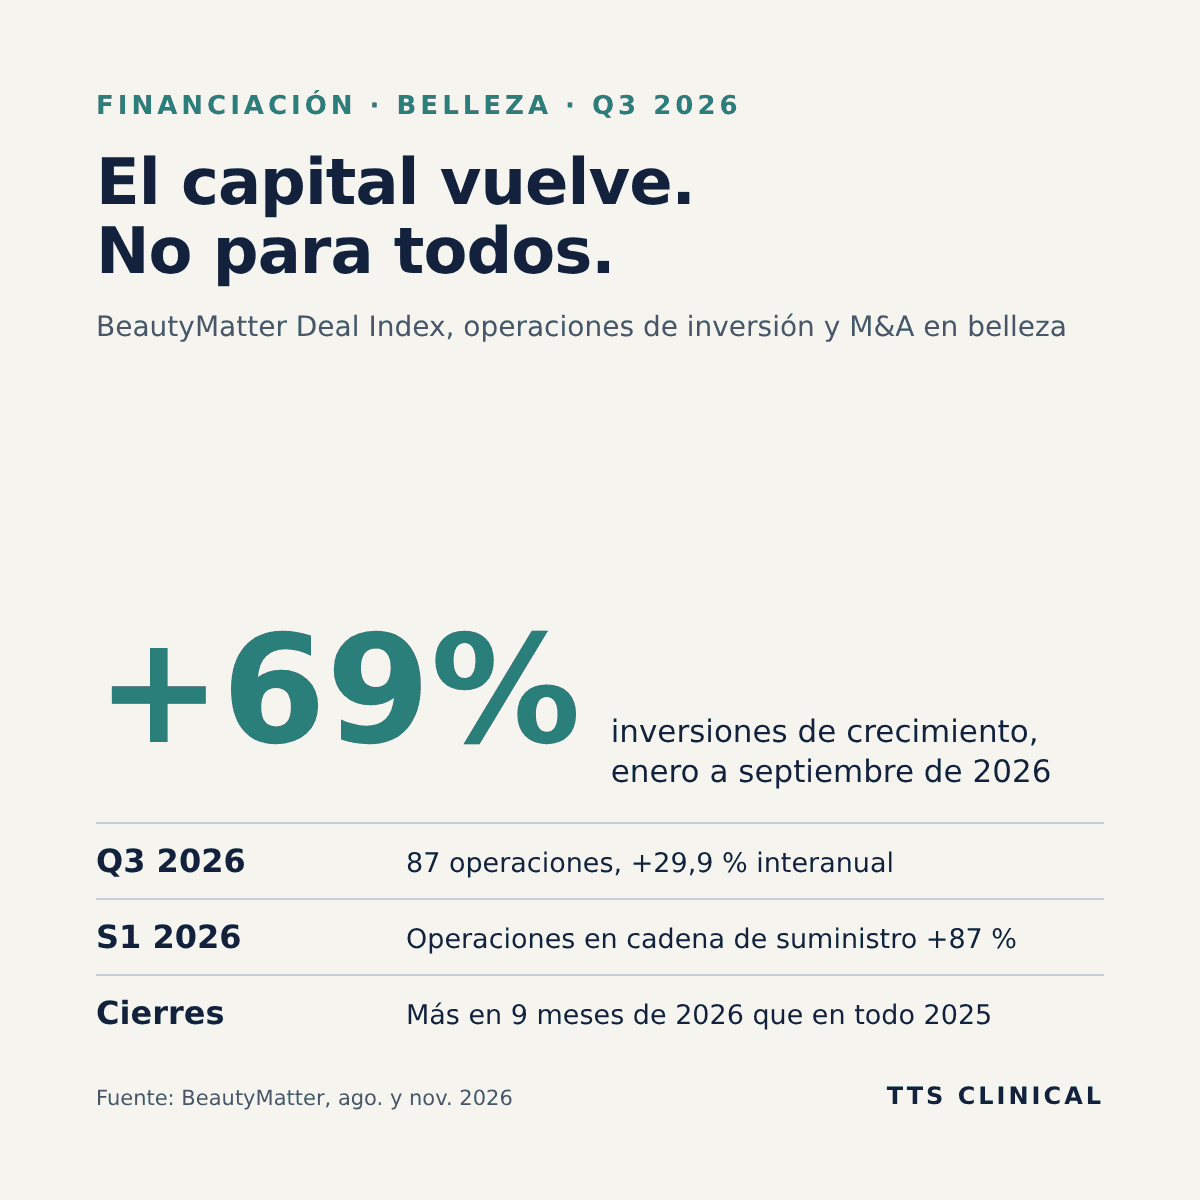 FINANCIACIÓN · BELLEZA · Q3 2026
El capital vuelve.
No para todos.
BeautyMatter Deal Index, operaciones de inversión y M&A en belleza
+69%
inversiones de crecimiento,
enero a septiembre de 2026
Q3 2026 87 operaciones, +29,9 % interanual
S1 2026 Operaciones en cadena de suministro +87 %
Cierres Más en 9 meses de 2026 que en todo 2025
Fuente: BeautyMatter, ago. y nov. 2026
TTS CLINICAL